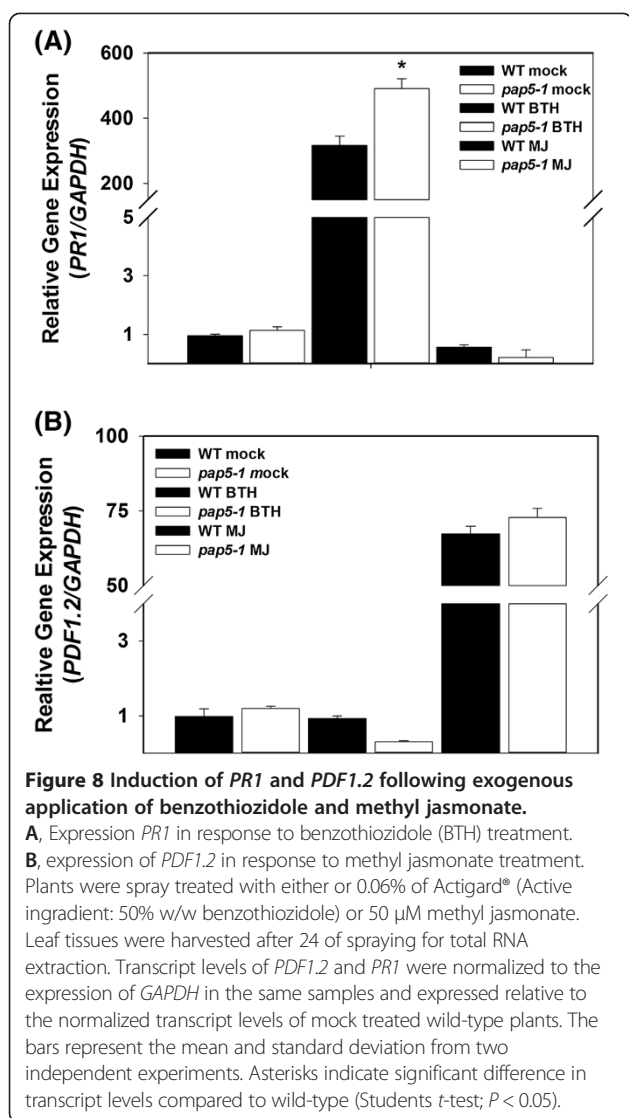 (A)
600
400
200
5
3
1
Relative Gene Expression
(PR1/GAPDH)
*
WT mock
pap5-1 mock
WT BTH
pap5-1 BTH
WT MJ
pap5-1 MJ
(B)
100
75
50
3
1
Realtive Gene Expression
(PDF1.2/GAPDH)
WT mock
pap5-1 mock
WT BTH
pap5-1 BTH
WT MJ
pap5-1 MJ
Figure 8 Induction of PR1 and PDF1.2 following exogenous
application of benzothiozidole and methyl jasmonate.
A, Expression PR1 in response to benzothiozidole (BTH) treatment.
B, expression of PDF1.2 in response to methyl jasmonate treatment.
Plants were spray treated with either or 0.06% of Actigard® (Active
ingredient: 50% w/w benzothiozidole) or 50 μM methyl jasmonate.
Leaf tissues were harvested after 24 of spraying for total RNA
extraction. Transcript levels of PDF1.2 and PR1 were normalized to the
expression of GAPDH in the same samples and expressed relative to
the normalized transcript levels of mock treated wild-type plants. The
bars represent the mean and standard deviation from two
independent experiments. Asterisks indicate significant difference in
transcript levels compared to wild-type (Students t-test; P < 0.05).